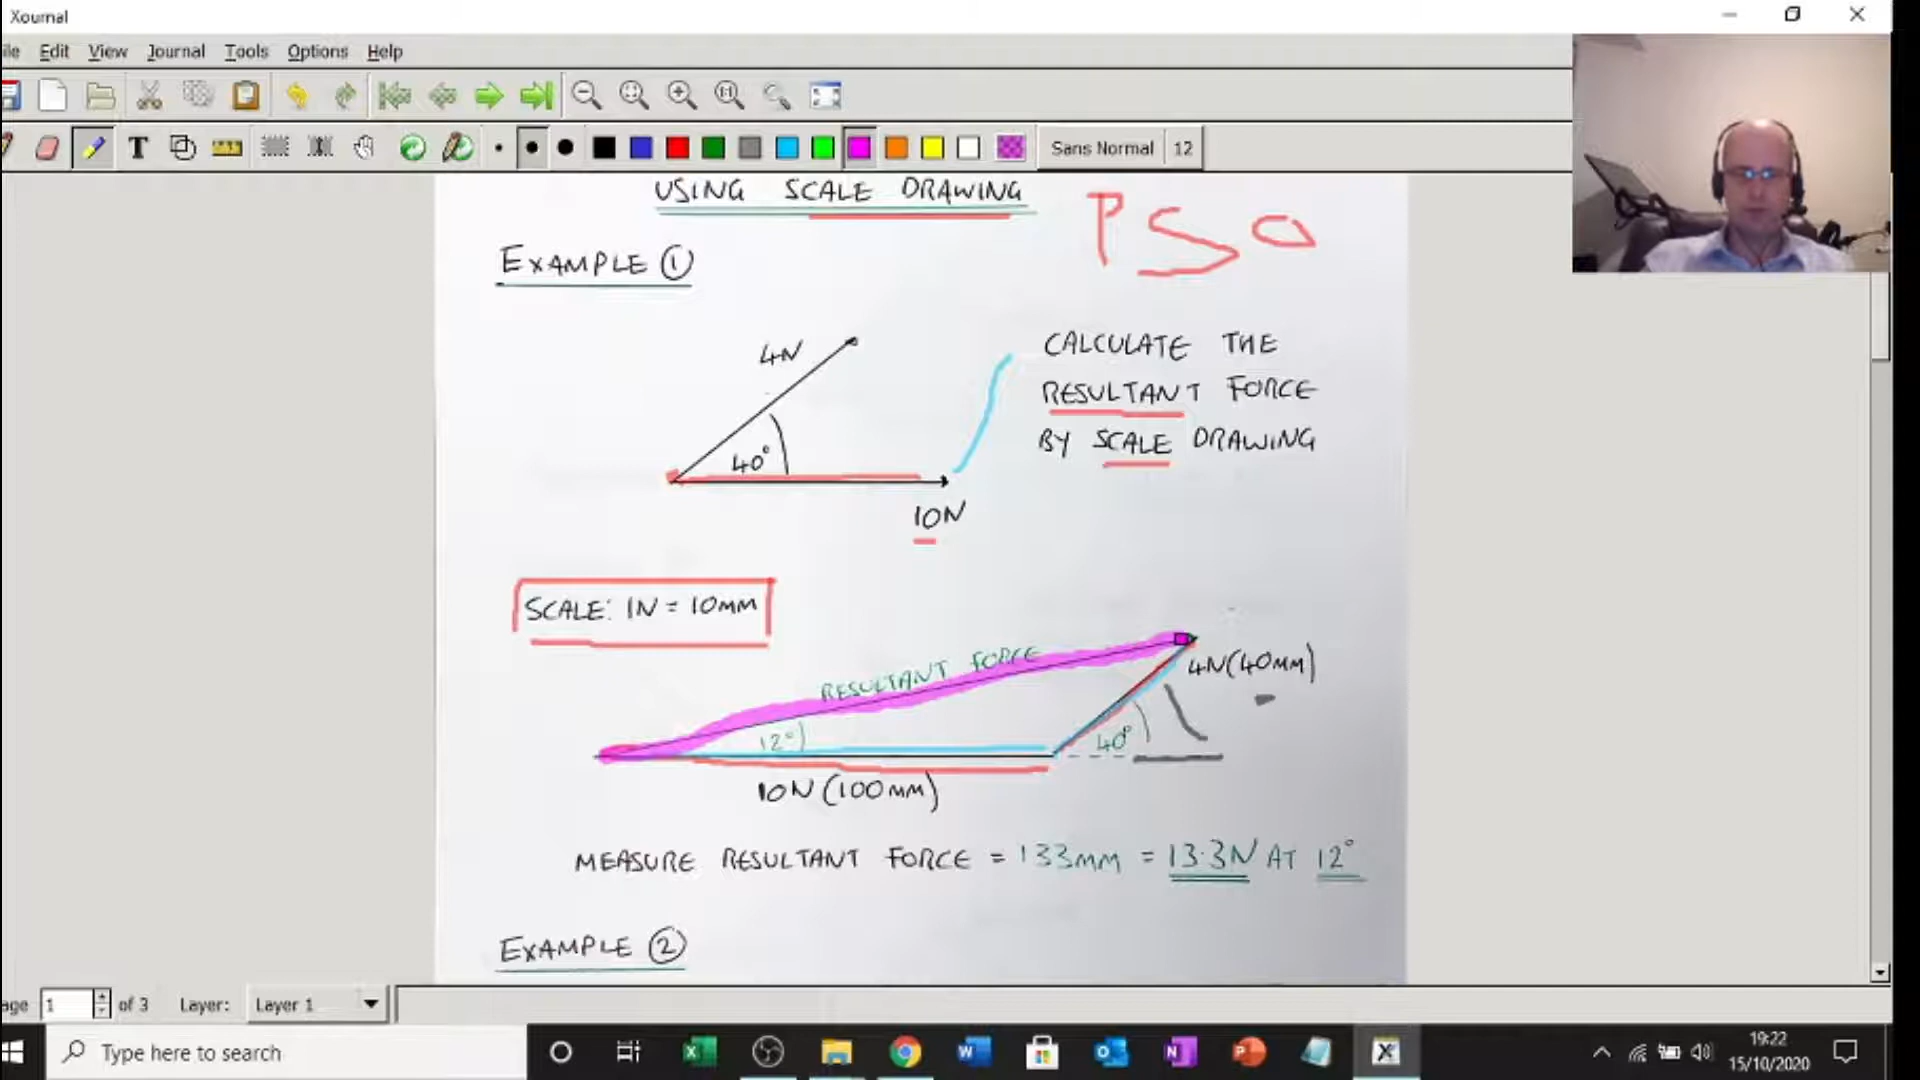 Xournal
ile Edit View Journal Tools Options Help
Sans Normal 12
USING SCALE DRAWING
PSO
EXAMPLE ①
4N
40°
10N
CALCULATE THE
RESULTANT FORCE
BY SCALE DRAWING
SCALE: 1N = 10MM
RESULTANT FORCE
4N(40MM)
12°
40°
10N (100MM)
MEASURE RESULTANT FORCE = 133MM = 13.3N AT 12°
EXAMPLE ②
age 1 of 3 Layer: Layer 1
Type here to search
19:22
15/10/2020